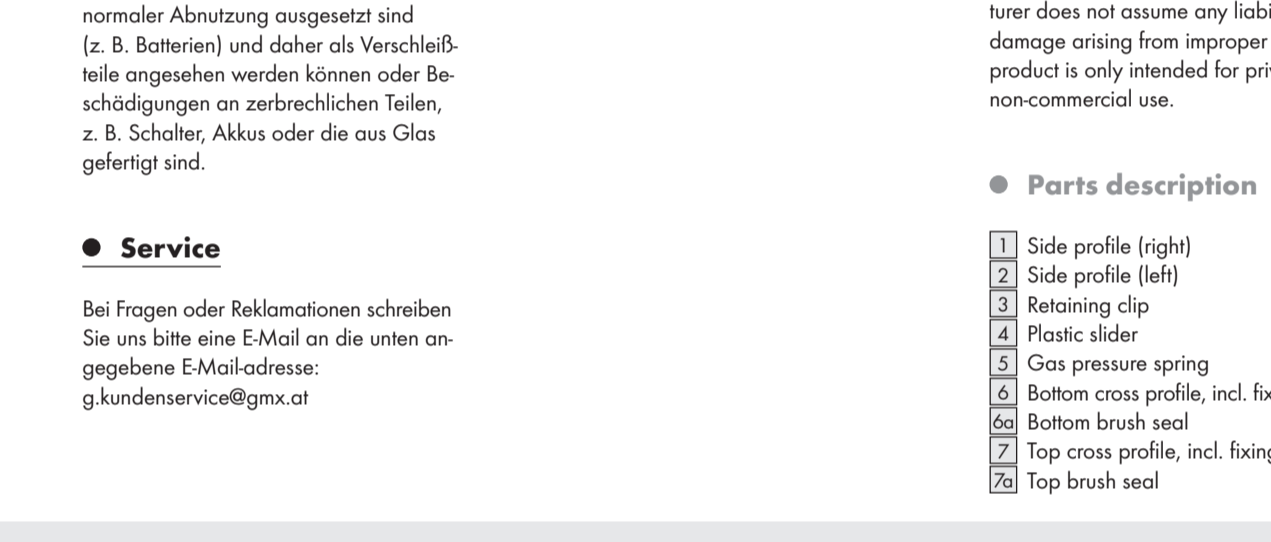 normaler Abnutzung ausgesetzt sind
(z. B. Batterien) und daher als Verschleiß-
teile angesehen werden können oder Be-
schädigungen an zerbrechlichen Teilen,
z. B. Schalter, Akkus oder die aus Glas
gefertigt sind.
● Service
Bei Fragen oder Reklamationen schreiben
Sie uns bitte eine E-Mail an die unten an-
gegebene E-Mail-adresse:
g.kundenservice@gmx.at
turer does not assume any
damage arising from improper
product is only intended for
non-commercial use.
● Parts description
1 Side profile (right)
2 Side profile (left)
3 Retaining clip
4 Plastic slider
5 Gas pressure spring
6 Bottom cross profile, incl.
6a Bottom brush seal
7 Top cross profile, incl. fixing
7a Top brush seal